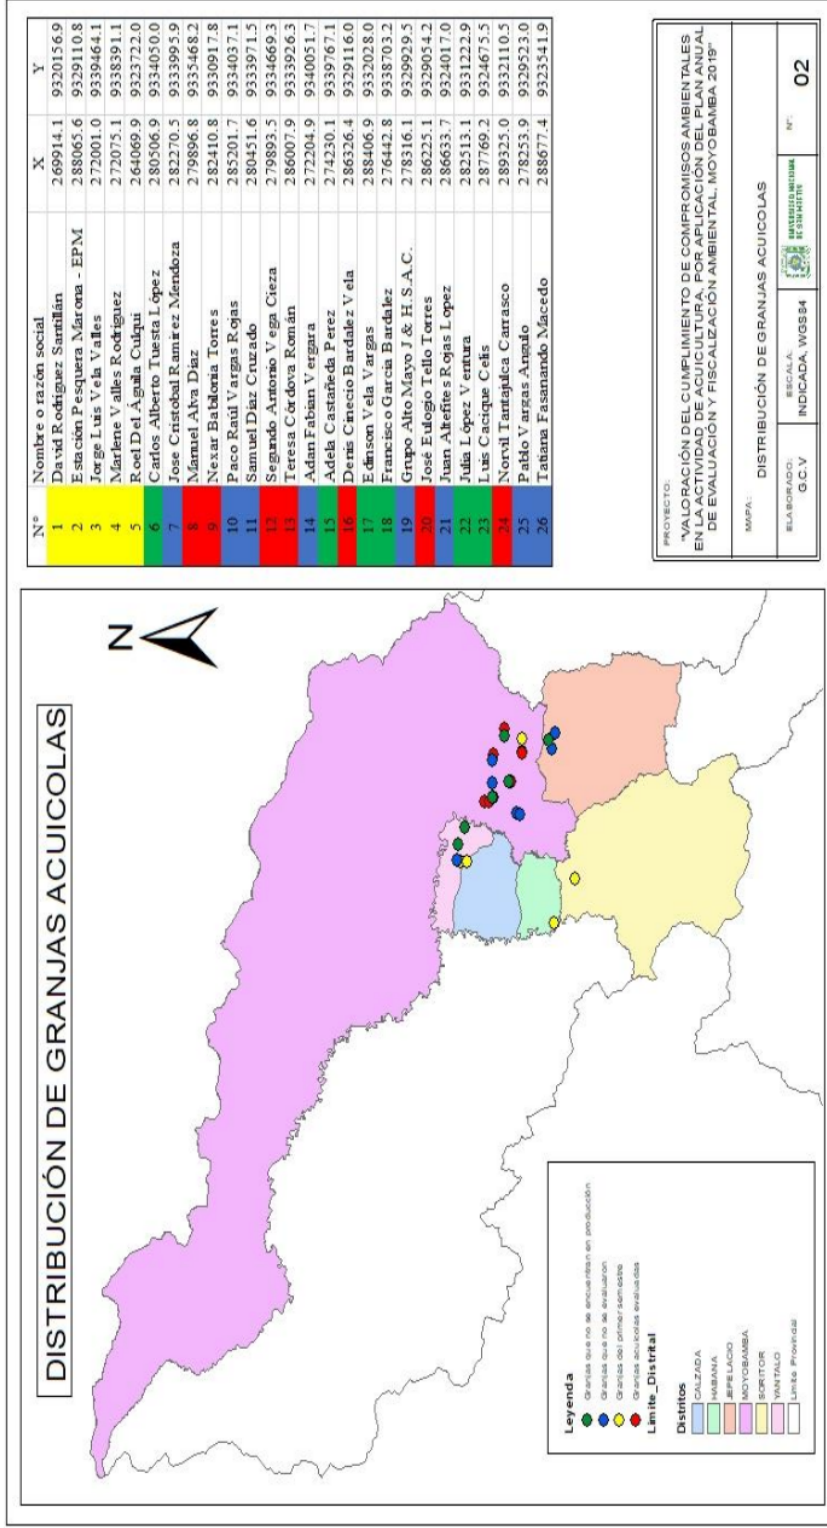 DISTRIBUCIÓN DE GRANJAS ACUICOLAS
N
Leyenda
Granjas que no se encuentran en producción
Granjas que no se evaluaron
Granjas del primer semestre
Granjas acuícolas evaluadas
Limite_Distrital
Distritos
CALZADA
HABANA
JEPELACIO
MOYOBAMBA
SORITOR
YANTALO
Limite Provincial
N° Nombre o razón social X Y
1 David Rodríguez Santillán 269914.1 9320156.9
2 Estación Pesquera Marona - EPM 288065.6 9329110.8
3 Jorge Luis Vela Valles 272001.0 9339464.1
4 Marlene Valles Rodríguez 272075.1 9338391.1
5 Roel Del Águila Culqui 264069.9 9323722.0
6 Carlos Alberto Tuesta López 280506.9 9334050.0
7 Jose Cristobal Ramirez Mendoza 282270.5 9333995.9
8 Manuel Alva Díaz 279896.8 9335468.2
9 Nexar Babilonia Torres 282410.8 9330917.8
10 Paco Raúl Vargas Rojas 285201.7 9334037.1
11 Samuel Díaz Cruzado 280451.6 9333971.5
12 Segundo Antonio Vega Cieza 279893.5 9334669.3
13 Teresa Córdova Román 286007.9 9333926.3
14 Adan Fabian Vergara 272204.9 9340051.7
15 Adela Castañeda Perez 274230.1 9339767.1
16 Denis Cinecio Bardalez Vela 286326.4 9329116.0
17 Edinson Vela Vargas 288406.9 9332028.0
18 Francisco García Bardalez 276442.8 9338703.2
19 Grupo Alto Mayo J & H. S.A.C. 278316.1 9329929.5
20 José Eulogio Tello Torres 286225.1 9329054.2
21 Juan Altefites Rojas Lopez 286633.7 9324017.0
22 Julia López Ventura 282513.1 9331222.9
23 Luis Cacique Celis 287769.2 9324675.5
24 Norvil Tantajulca Carrasco 289325.0 9332110.5
25 Pablo Vargas Angulo 278253.9 9329523.0
26 Tatiana Fasanando Macedo 288677.4 9323541.9
PROYECTO:
"VALORACIÓN DEL CUMPLIMIENTO DE COMPROMISOS AMBIENTALES
EN LA ACTIVIDAD DE ACUICULTURA, POR APLICACIÓN DEL PLAN ANUAL
DE EVALUACIÓN Y FISCALIZACIÓN AMBIENTAL, MOYOBAMBA 2019"
MAPA:
DISTRIBUCIÓN DE GRANJAS ACUICOLAS
ELABORADO:
G.C.V
ESCALA:
INDICADA, WGS84
UNIVERSIDAD NACIONAL
DE SAN MARTIN
N°:
02